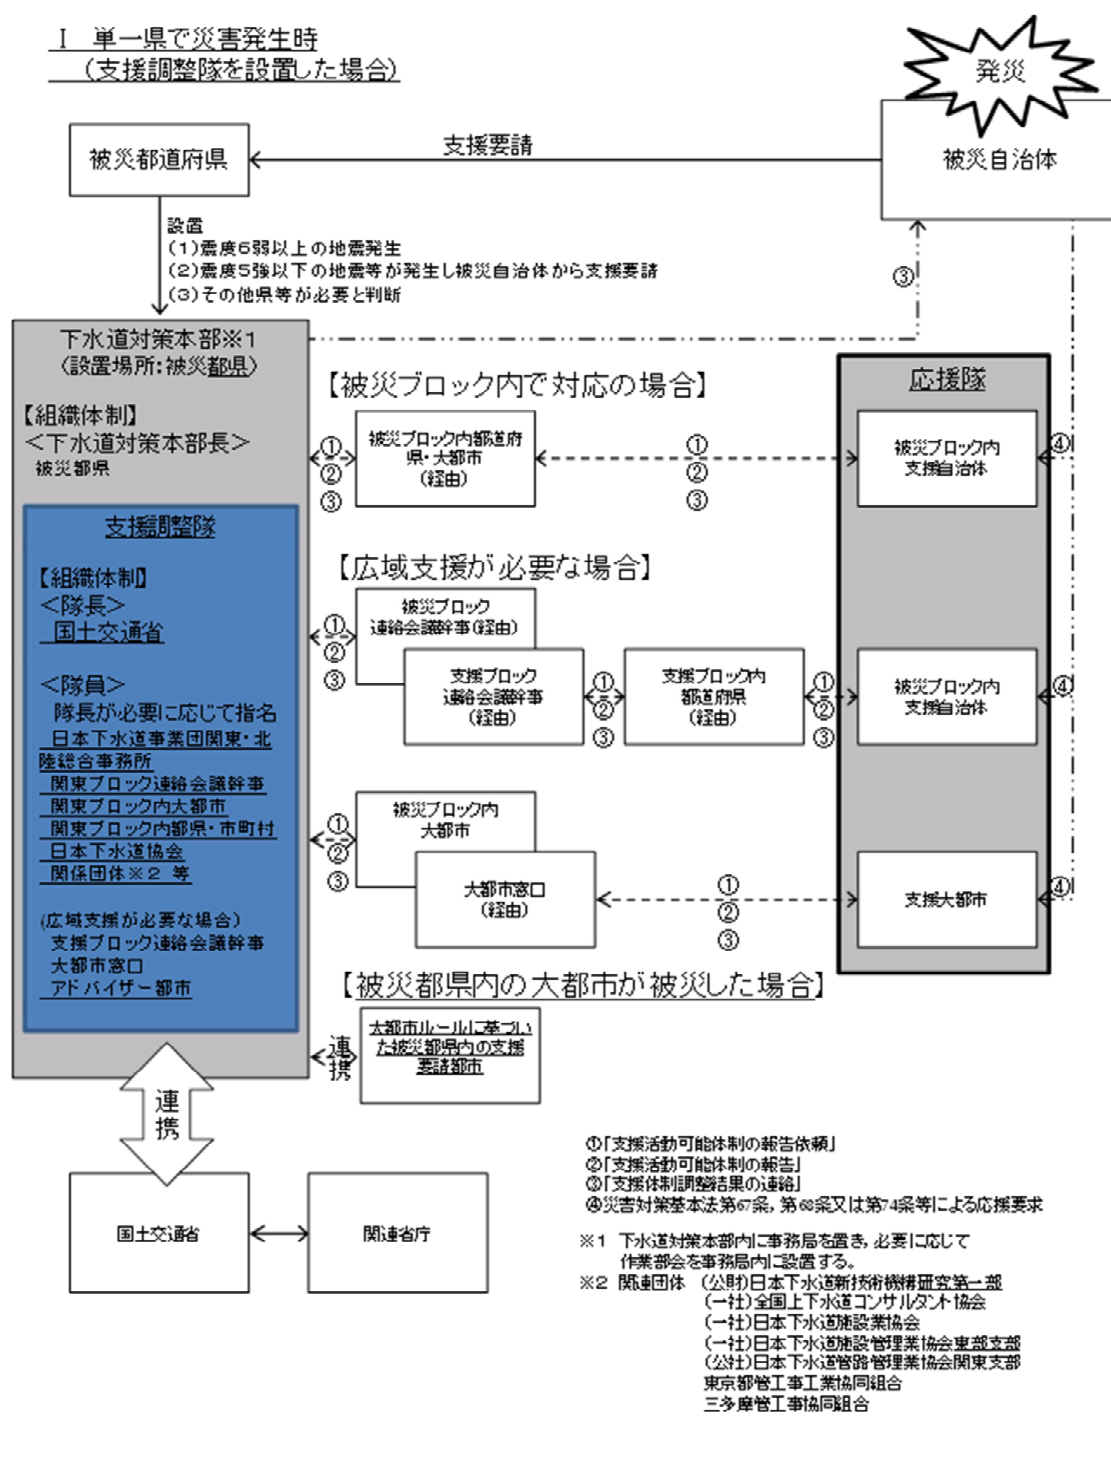 Ⅰ　単一県で災害発生時
（支援調整隊を設置した場合）
発災
被災自治体
支援要請
被災都道府県
設置
（１）震度６弱以上の地震発生
（２）震度５強以下の地震等が発生し被災自治体から支援要請
（３）その他県等が必要と判断
③
下水道対策本部※１
（設置場所：被災都県）
【組織体制】
＜下水道対策本部長＞
被災都県
支援調整隊
【組織体制】
＜隊長＞
国土交通省
＜隊員＞
隊長が必要に応じて指名
日本下水道事業団関東・北
陸総合事務所
関東ブロック連絡会議幹事
関東ブロック内大都市
関東ブロック内都県・市町村
日本下水道協会
関係団体※２　等
(広域支援が必要な場合）
支援ブロック連絡会議幹事
大都市窓口
アドバイザー都市
【被災ブロック内で対応の場合】
①
②
③
被災ブロック内都道府
県・大都市
（経由）
①
②
③
応援隊
被災ブロック内
支援自治体
④
【広域支援が必要な場合】
①
②
③
被災ブロック
連絡会議幹事（経由）
支援ブロック
連絡会議幹事
（経由）
①
②
③
支援ブロック内
都道府県
（経由）
①
②
③
被災ブロック内
支援自治体
④
①
②
③
被災ブロック内
大都市
大都市窓口
（経由）
①
②
③
支援大都市
④
【被災都県内の大都市が被災した場合】
連
携
大都市ルールに基づい
た被災都県内の支援
要請都市
連
携
国土交通省
関連省庁
①「支援活動可能体制の報告依頼」
②「支援活動可能体制の報告」
③「支援体制調整結果の連絡」
④災害対策基本法第67条，第68条又は第74条等による応援要求
※１　下水道対策本部内に事務局を置き，必要に応じて
作業部会を事務局内に設置する。
※２　関連団体　（公財）日本下水道新技術機構研究第一部
（一社）全国上下水道コンサルタント協会
（一社）日本下水道施設業協会
（一社）日本下水道施設管理業協会東部支部
（公社）日本下水道管路管理業協会関東支部
東京都管工事工業協同組合
三多摩管工事協同組合